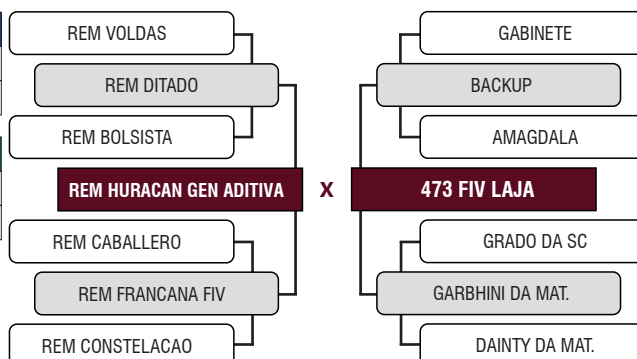 REM VOLDAS
REM DITADO
REM BOLSISTA
REM HURACAN GEN ADITIVA
REM CABALLERO
REM FRANCANA FIV
REM CONSTELACAO
X
GABINETE
BACKUP
AMAGDALA
473 FIV LAJA
GRADO DA SC
GARBHINI DA MAT.
DAINTY DA MAT.